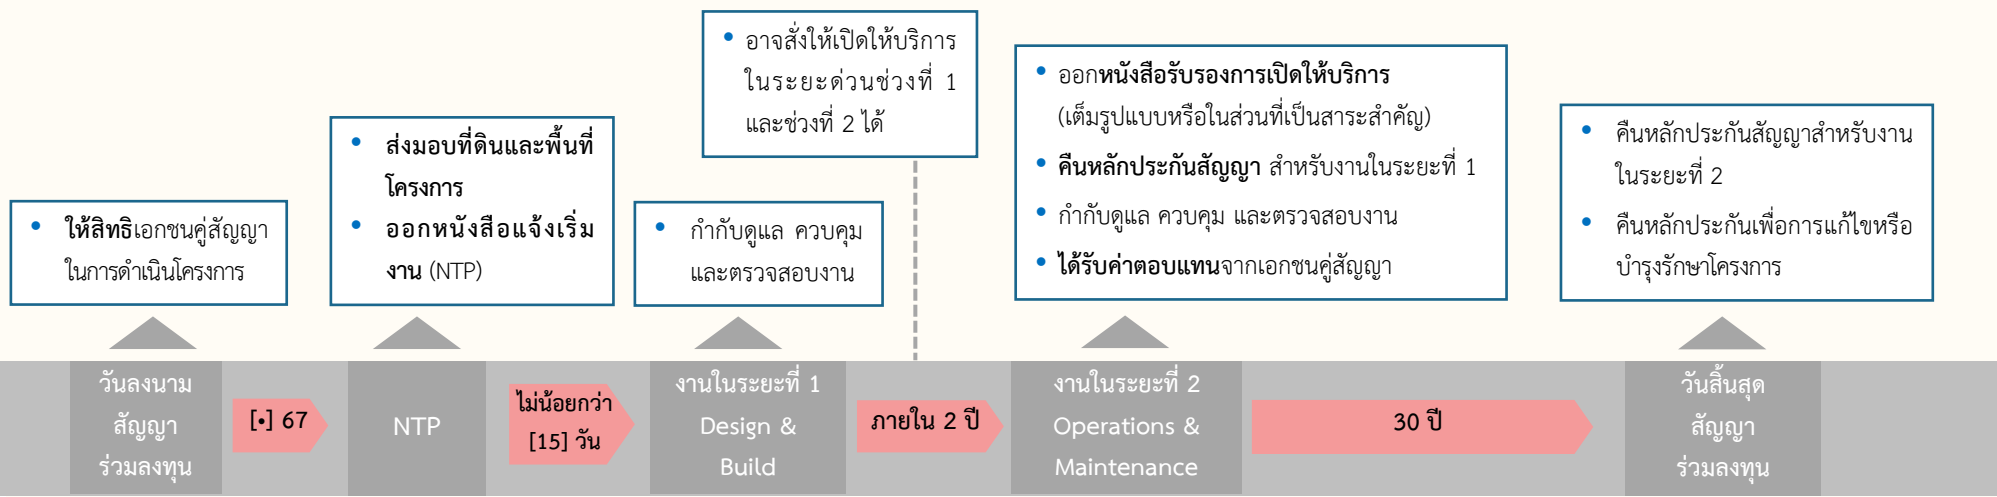 • ให้สิทธิเอกชนคู่สัญญา
ในการดำเนินโครงการ
• ส่งมอบที่ดินและพื้นที่
โครงการ
• ออกหนังสือแจ้งเริ่ม
งาน (NTP)
• กำกับดูแล ควบคุม
และตรวจสอบงาน
• อาจสั่งให้เปิดให้บริการ
ในระยะด่วนช่วงที่ 1
และช่วงที่ 2 ได้
• ออกหนังสือรับรองการเปิดให้บริการ
(เต็มรูปแบบหรือในส่วนที่เป็นสาระสำคัญ)
• คืนหลักประกันสัญญา สำหรับงานในระยะที่ 1
• กำกับดูแล ควบคุม และตรวจสอบงาน
• ได้รับค่าตอบแทนจากเอกชนคู่สัญญา
• คืนหลักประกันสัญญาสำหรับงาน
ในระยะที่ 2
• คืนหลักประกันเพื่อการแก้ไขหรือ
บำรุงรักษาโครงการ
วันลงนาม
สัญญา
ร่วมลงทุน
[•] 67
NTP
ไม่น้อยกว่า
[15] วัน
งานในระยะที่ 1
Design &
Build
ภายใน 2 ปี
งานในระยะที่ 2
Operations &
Maintenance
30 ปี
วันสิ้นสุด
สัญญา
ร่วมลงทุน